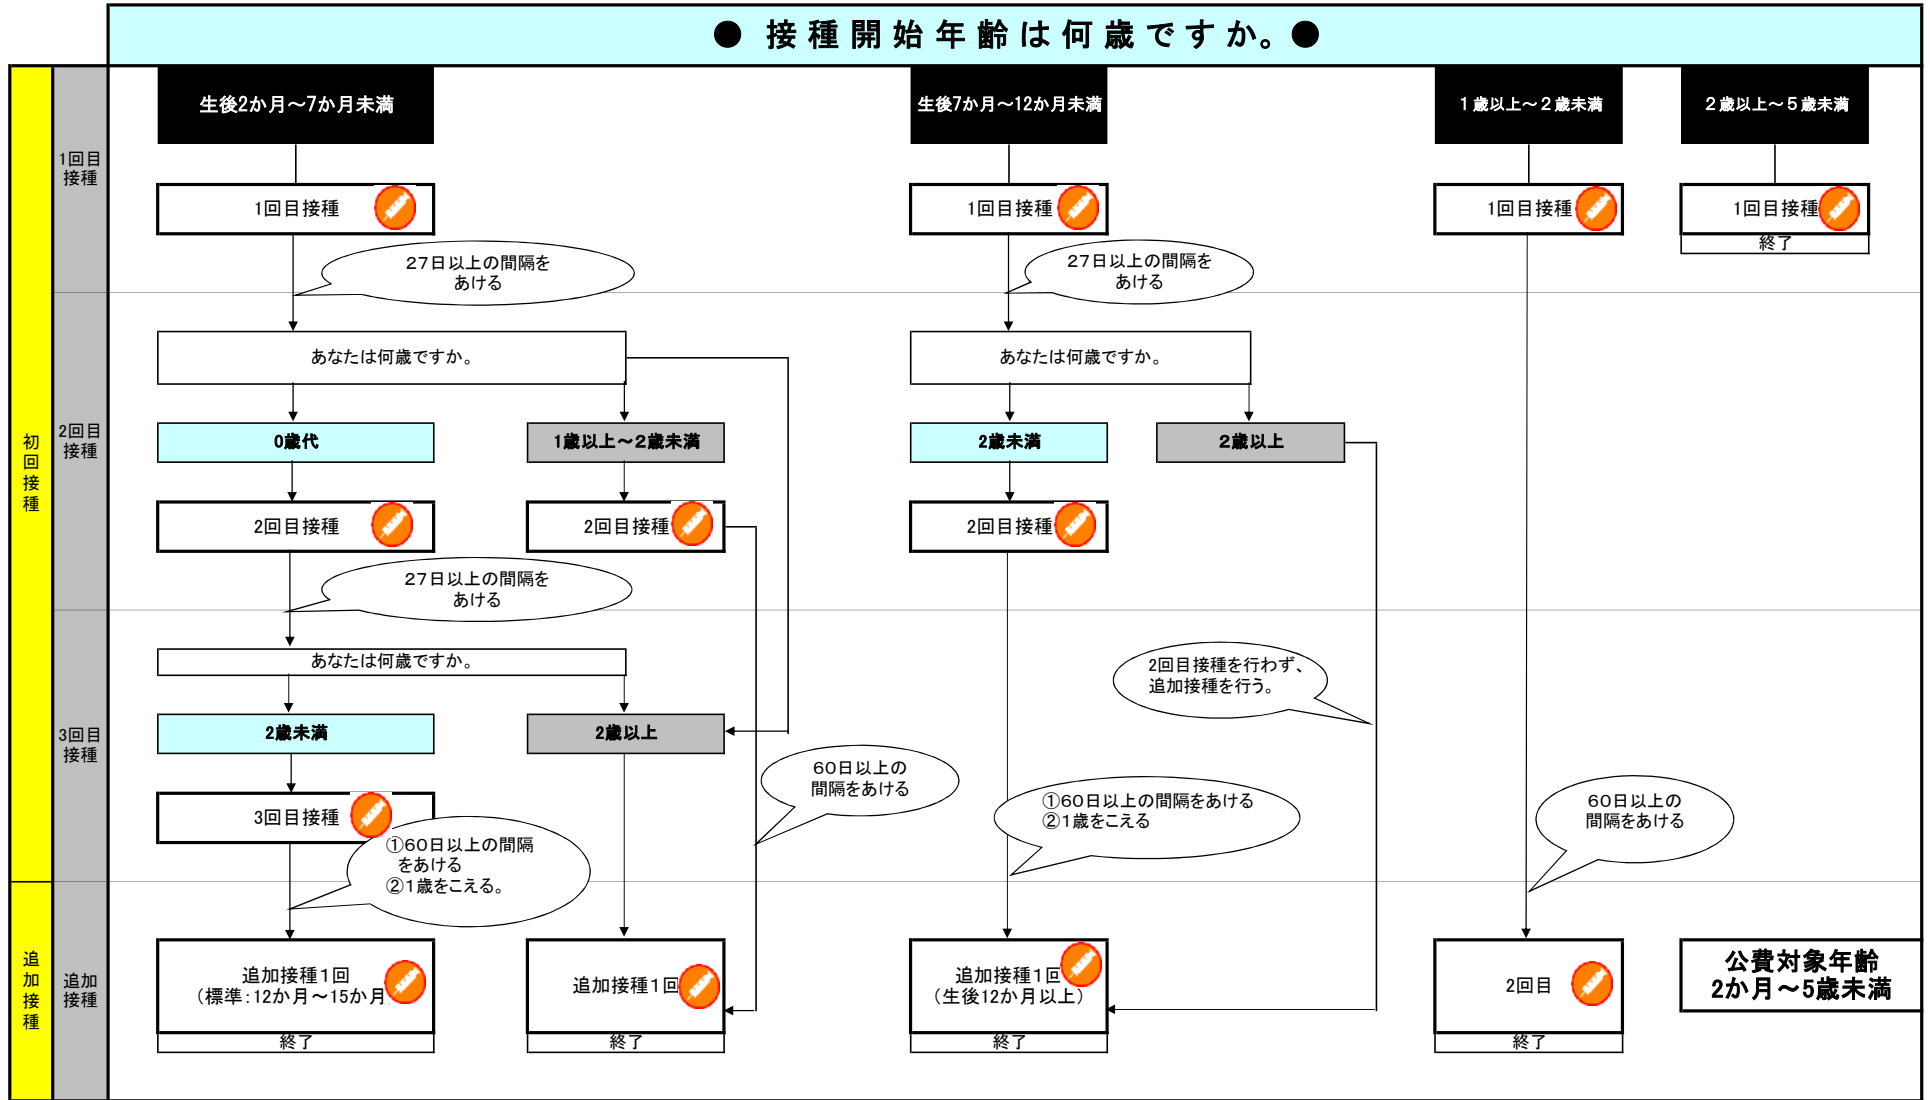 ● 接種開始年齢は何歳ですか。●
生後2か月～7か月未満
生後7か月～12か月未満
1歳以上～2歳未満
2歳以上～5歳未満
初回接種
1回目
接種
1回目接種
1回目接種
1回目接種
1回目接種
終了
27日以上の間隔を
あける
27日以上の間隔を
あける
2回目
接種
あなたは何歳ですか。
あなたは何歳ですか。
0歳代
1歳以上～2歳未満
2歳未満
2歳以上
2回目接種
2回目接種
2回目接種
27日以上の間隔を
あける
3回目
接種
あなたは何歳ですか。
2回目接種を行わず、
追加接種を行う。
2歳未満
2歳以上
60日以上の
間隔をあける
①60日以上の間隔をあける
②1歳をこえる
60日以上の
間隔をあける
3回目接種
①60日以上の間隔
をあける
②1歳をこえる。
追加接種
追加
接種
追加接種1回
(標準:12か月～15か月
終了
追加接種1回
終了
追加接種1回
(生後12か月以上)
終了
2回目
終了
公費対象年齢
2か月～5歳未満